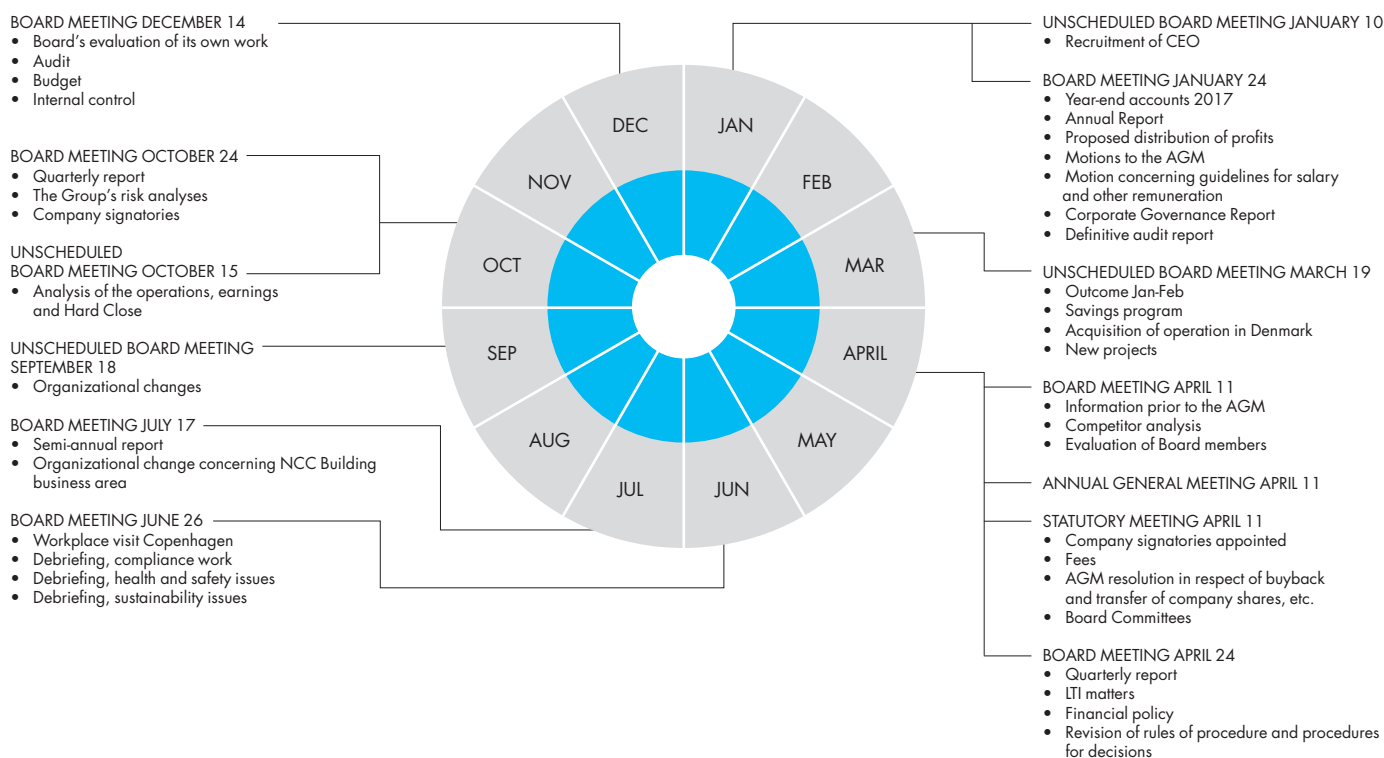 BOARD MEETING DECEMBER 14
• Board’s evaluation of its own work
• Audit
• Budget
• Internal control
BOARD MEETING OCTOBER 24
• Quarterly report
• The Group’s risk analyses
• Company signatories
UNSCHEDULED
BOARD MEETING OCTOBER 15
• Analysis of the operations, earnings
and Hard Close
UNSCHEDULED BOARD MEETING
SEPTEMBER 18
• Organizational changes
BOARD MEETING JULY 17
• Semi-annual report
• Organizational change concerning NCC Building
business area
BOARD MEETING JUNE 26
• Workplace visit Copenhagen
• Debriefing, compliance work
• Debriefing, health and safety issues
• Debriefing, sustainability issues
JAN
FEB
MAR
APRIL
MAY
JUN
JUL
AUG
SEP
OCT
NOV
DEC
UNSCHEDULED BOARD MEETING JANUARY 10
• Recruitment of CEO
BOARD MEETING JANUARY 24
• Year-end accounts 2017
• Annual Report
• Proposed distribution of profits
• Motions to the AGM
• Motion concerning guidelines for salary
and other remuneration
• Corporate Governance Report
• Definitive audit report
UNSCHEDULED BOARD MEETING MARCH 19
• Outcome Jan-Feb
• Savings program
• Acquisition of operation in Denmark
• New projects
BOARD MEETING APRIL 11
• Information prior to the AGM
• Competitor analysis
• Evaluation of Board members
ANNUAL GENERAL MEETING APRIL 11
STATUTORY MEETING APRIL 11
• Company signatories appointed
• Fees
• AGM resolution in respect of buyback
and transfer of company shares, etc.
• Board Committees
BOARD MEETING APRIL 24
• Quarterly report
• LTI matters
• Financial policy
• Revision of rules of procedure and procedures
for decisions